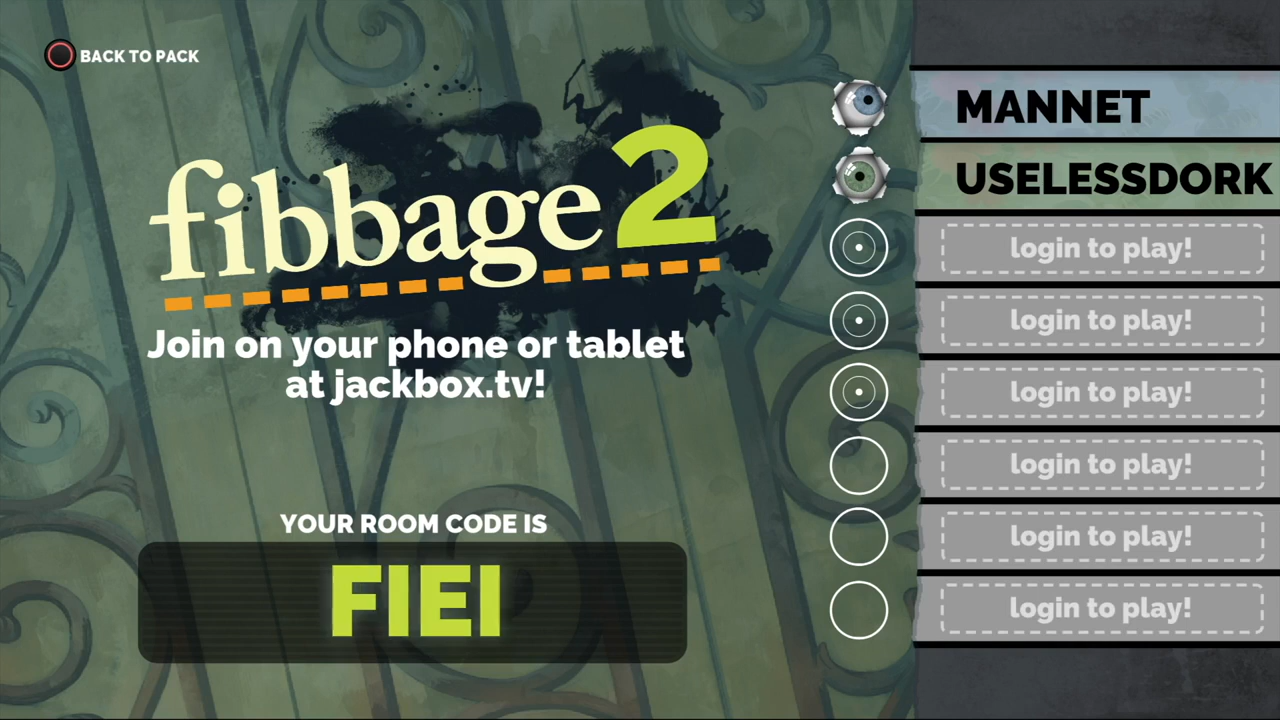 BACK TO PACK
fibbage 2
Join on your phone or tablet
at jackbox.tv!
YOUR ROOM CODE IS
FIEI
MANNET
USELESSDORK
login to play!
login to play!
login to play!
login to play!
login to play!
login to play!